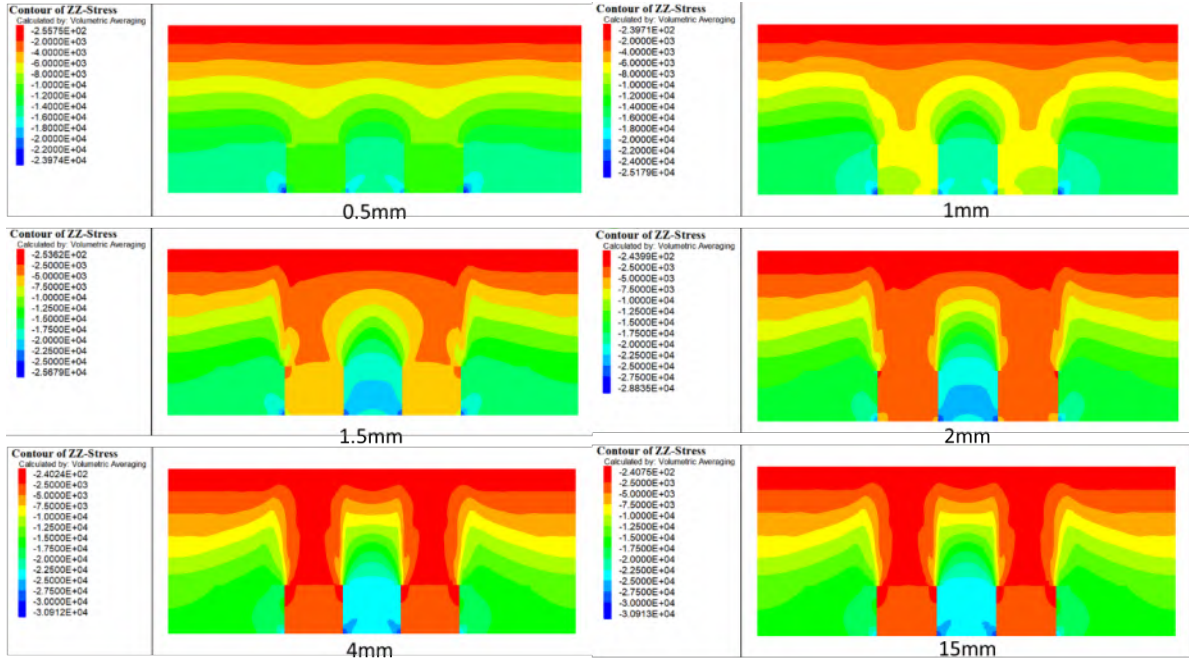 Contour of ZZ-Stress
Calculated by: Volumetric Averaging
-2.5575E+02
-2.0000E+03
-4.0000E+03
-6.0000E+03
-8.0000E+03
-1.0000E+04
-1.2000E+04
-1.4000E+04
-1.6000E+04
-1.8000E+04
-2.0000E+04
-2.2000E+04
-2.3974E+04
0.5mm
Contour of ZZ-Stress
Calculated by: Volumetric Averaging
-2.3971E+02
-2.0000E+03
-4.0000E+03
-6.0000E+03
-8.0000E+03
-1.0000E+04
-1.2000E+04
-1.4000E+04
-1.6000E+04
-1.8000E+04
-2.0000E+04
-2.2000E+04
-2.4000E+04
-2.5179E+04
1mm
Contour of ZZ-Stress
Calculated by: Volumetric Averaging
-2.5362E+02
-2.5000E+03
-5.0000E+03
-7.5000E+03
-1.0000E+04
-1.2500E+04
-1.5000E+04
-1.7500E+04
-2.0000E+04
-2.2500E+04
-2.5000E+04
-2.5679E+04
1.5mm
Contour of ZZ-Stress
Calculated by: Volumetric Averaging
-2.4399E+02
-2.5000E+03
-5.0000E+03
-7.5000E+03
-1.0000E+04
-1.2500E+04
-1.5000E+04
-1.7500E+04
-2.0000E+04
-2.2500E+04
-2.5000E+04
-2.7500E+04
-2.8835E+04
2mm
Contour of ZZ-Stress
Calculated by: Volumetric Averaging
-2.4024E+02
-2.5000E+03
-5.0000E+03
-7.5000E+03
-1.0000E+04
-1.2500E+04
-1.5000E+04
-1.7500E+04
-2.0000E+04
-2.2500E+04
-2.5000E+04
-2.7500E+04
-3.0000E+04
-3.0912E+04
4mm
Contour of ZZ-Stress
Calculated by: Volumetric Averaging
-2.4075E+02
-2.5000E+03
-5.0000E+03
-7.5000E+03
-1.0000E+04
-1.2500E+04
-1.5000E+04
-1.7500E+04
-2.0000E+04
-2.2500E+04
-2.5000E+04
-2.7500E+04
-3.0000E+04
-3.0913E+04
15mm